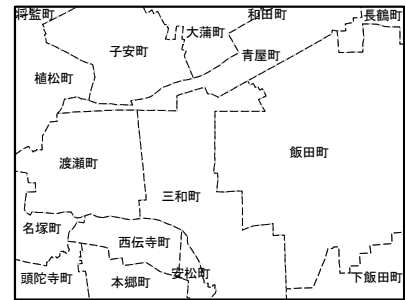 将監町
和田町
長鶴町
大蒲町
子安町
青屋町
植松町
飯田町
渡瀬町
三和町
名塚町
西伝寺町
頭陀寺町
本郷町
安松町
下飯田町